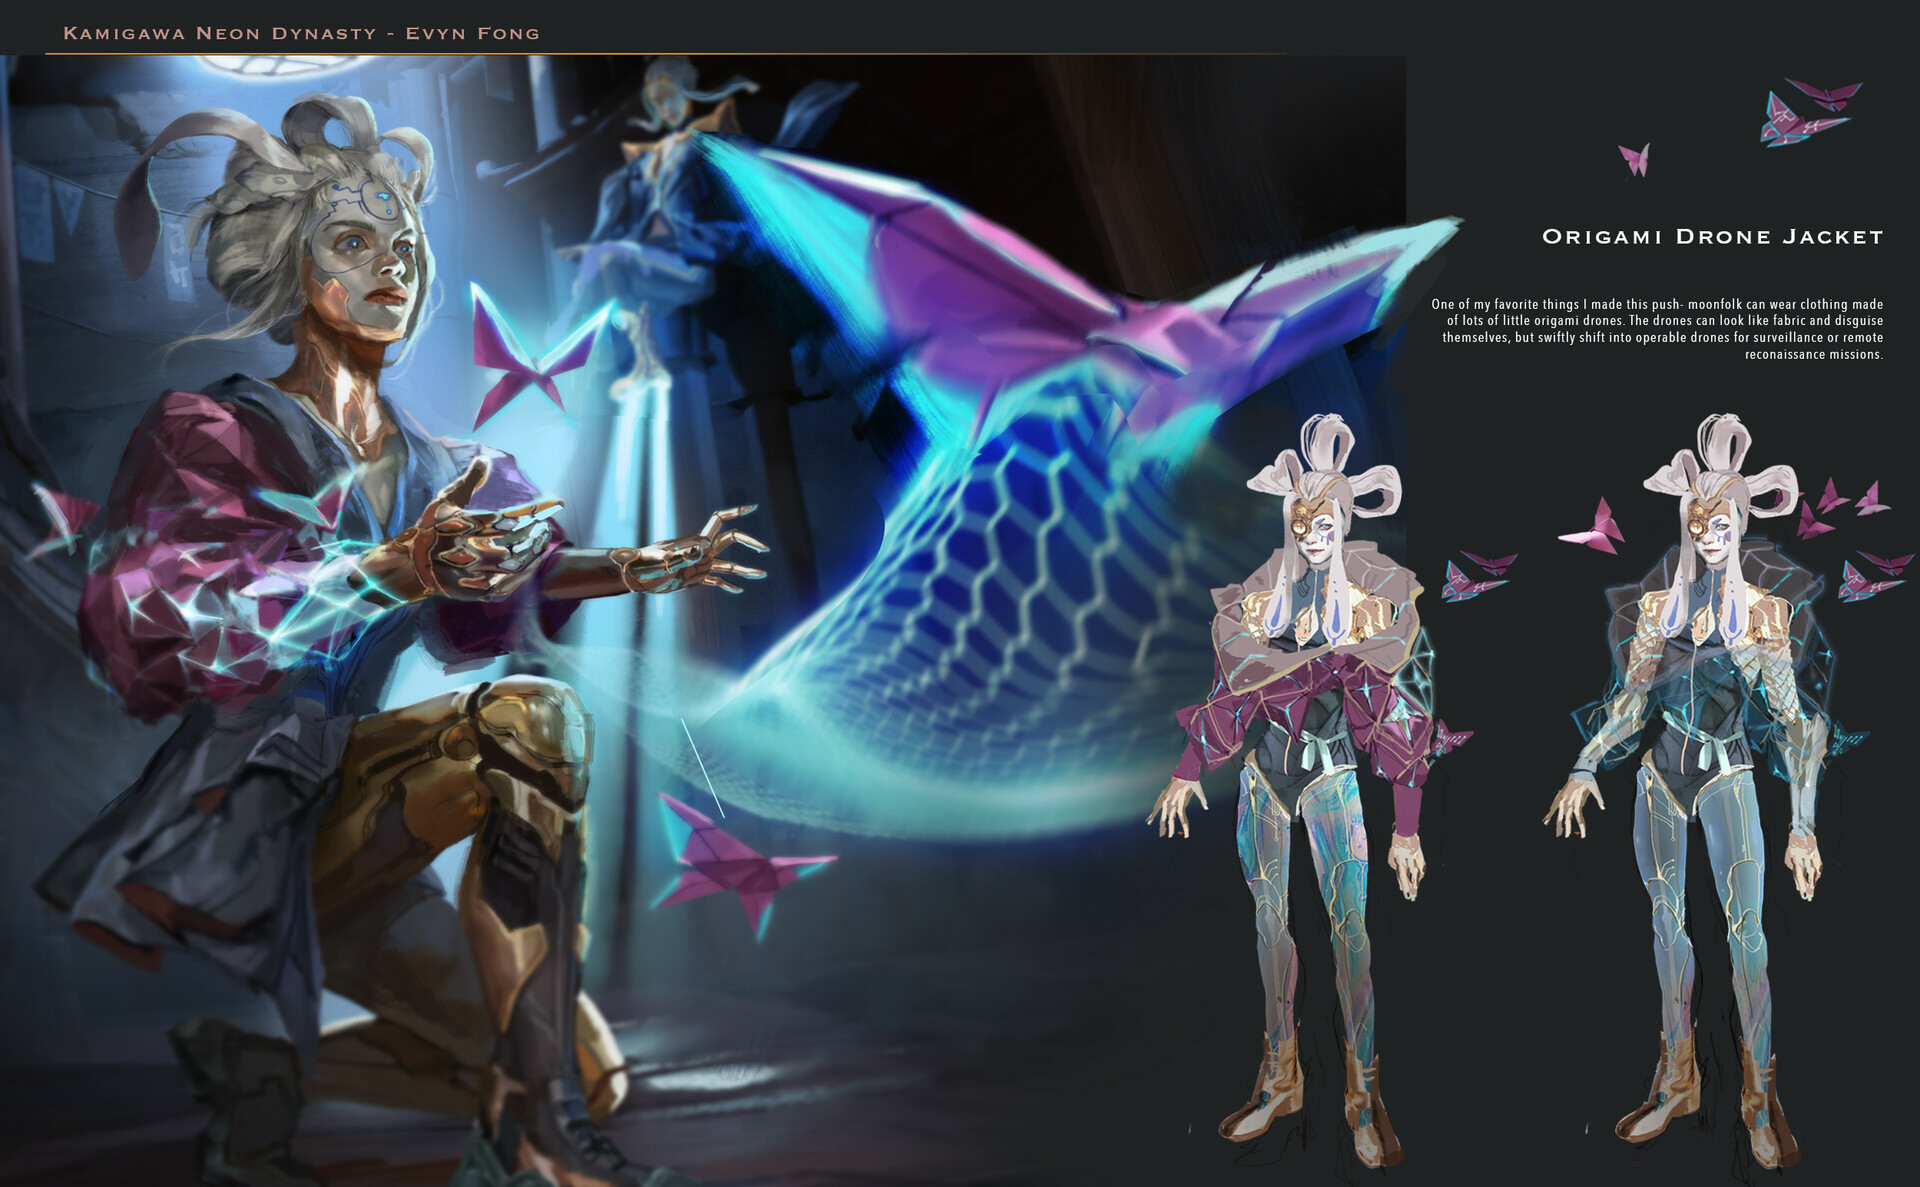 Kamigawa Neon Dynasty - Evyn Fong
Origami Drone Jacket
One of my favorite things I made this push- moonfolk can wear clothing made
of lots of little origami drones. The drones can look like fabric and disguise
themselves, but swiftly shift into operable drones for surveillance or remote
reconaissance missions.